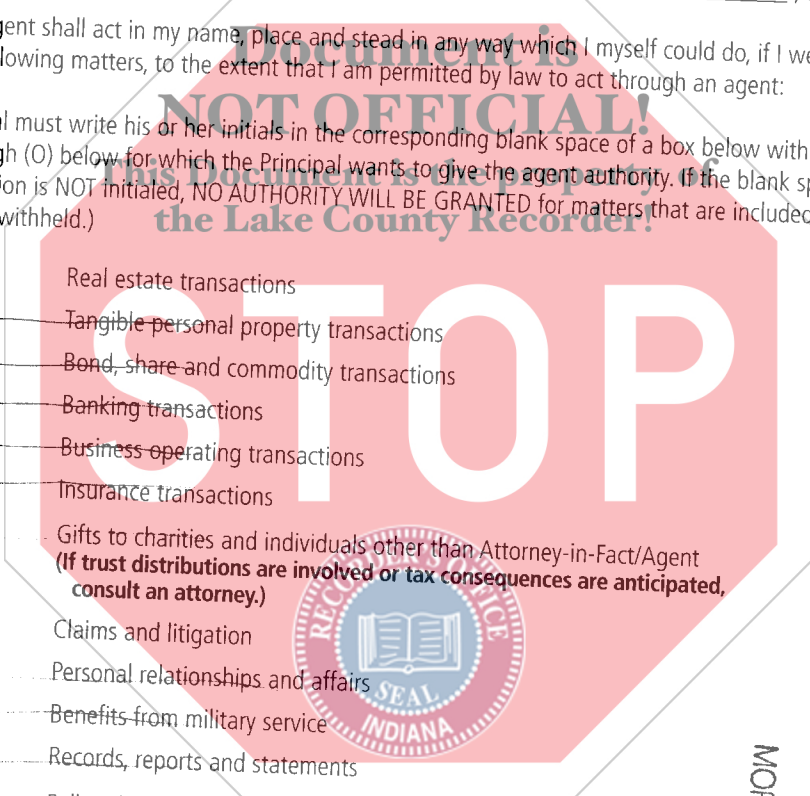 gent shall act in my name, place and stead in any way which I myself could do, if I we
lowing matters, to the extent that I am permitted by law to act through an agent:
Document is
NOT OFFICIAL!
This Document is the property of
the Lake County Recorder!
al must write his or her initials in the corresponding blank space of a box below with
gh (O) below for which the Principal wants to give the agent authority. If the blank sp
ion is NOT initialed, NO AUTHORITY WILL BE GRANTED for matters that are included
withheld.)
STOP
Real estate transactions
Tangible personal property transactions
Bond, share and commodity transactions
Banking transactions
Business operating transactions
Insurance transactions
Gifts to charities and individuals other than Attorney-in-Fact/Agent
(If trust distributions are involved or tax consequences are anticipated,
consult an attorney.)
Claims and litigation
Personal relationships and affairs
Benefits from military service
Records, reports and statements
RECORDER'S OFFICE
SEAL
INDIANA
MOR